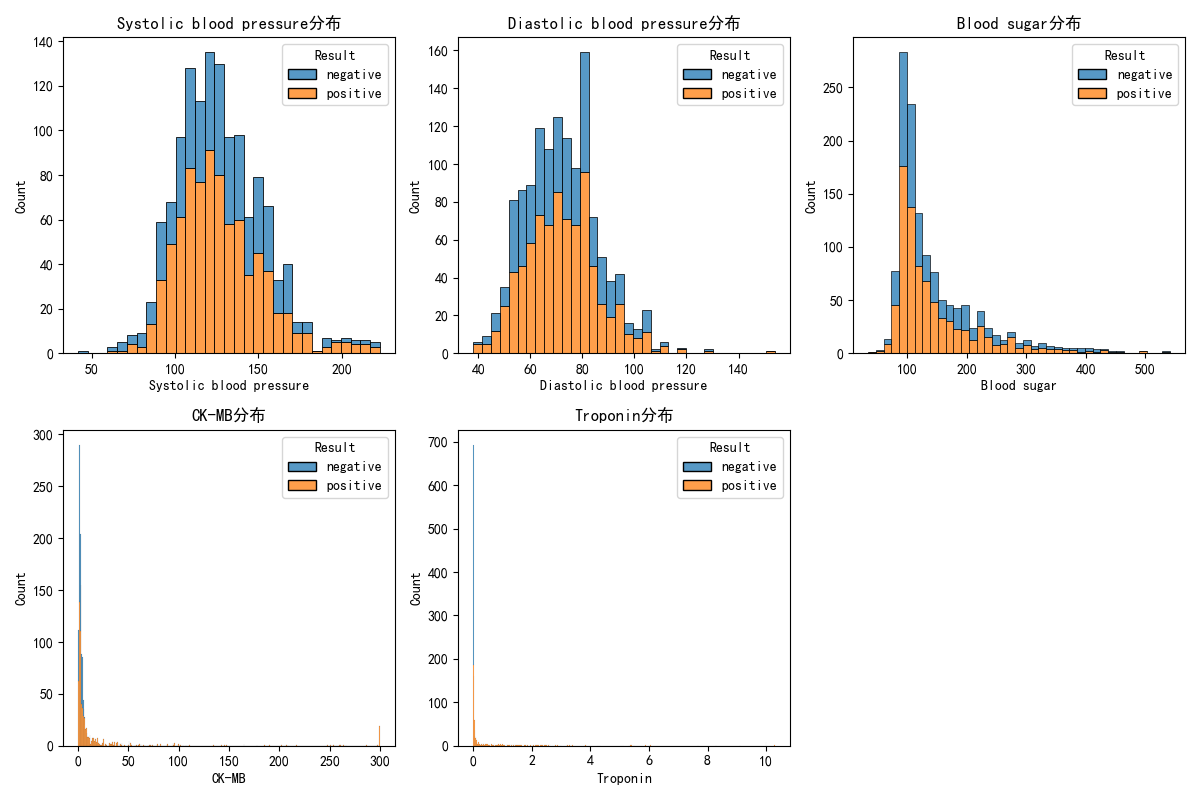 Systolic blood pressure分布
Count
140
120
100
80
60
40
20
0
50
100
150
200
Systolic blood pressure
Result
negative
positive
Diastolic blood pressure分布
Count
160
140
120
100
80
60
40
20
0
40
60
80
100
120
140
Diastolic blood pressure
Result
negative
positive
Blood sugar分布
Count
250
200
150
100
50
0
100
200
300
400
500
Blood sugar
Result
negative
positive
CK-MB分布
Count
300
250
200
150
100
50
0
0
50
100
150
200
250
300
CK-MB
Result
negative
positive
Troponin分布
Count
700
600
500
400
300
200
100
0
0
2
4
6
8
10
Troponin
Result
negative
positive